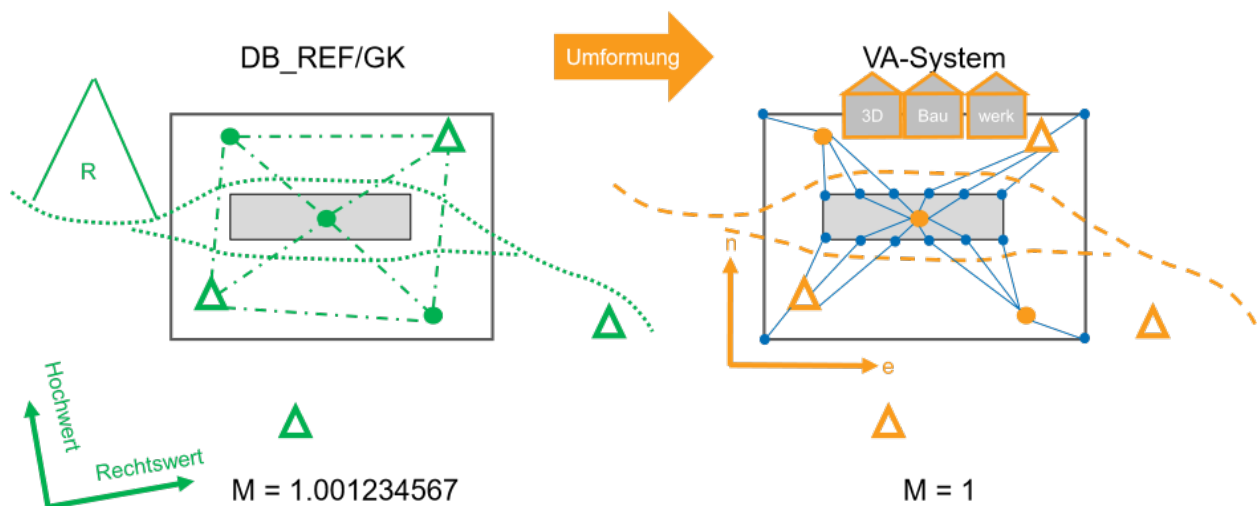 DB_REF/GK
Umformung
VA-System
3D
Bau
werk
R
n
e
Hochwert
Rechtswert
M = 1.001234567
M = 1